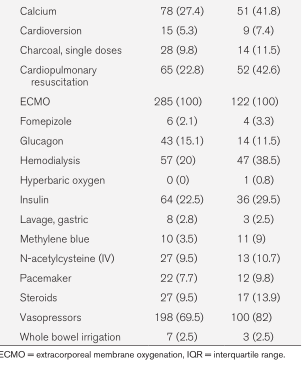 Calcium 78 (27.4) 51 (41.8)
Cardioversion 15 (5.3) 9 (7.4)
Charcoal, single doses 28 (9.8) 14 (11.5)
Cardiopulmonary 65 (22.8) 52 (42.6)
resuscitation
ECMO 285 (100) 122 (100)
Fomepizole 6 (2.1) 4 (3.3)
Glucagon 43 (15.1) 14 (11.5)
Hemodialysis 57 (20) 47 (38.5)
Hyperbaric oxygen 0 (0) 1 (0.8)
Insulin 64 (22.5) 36 (29.5)
Lavage, gastric 8 (2.8) 3 (2.5)
Methylene blue 10 (3.5) 11 (9)
N-acetylcysteine (IV) 27 (9.5) 13 (10.7)
Pacemaker 22 (7.7) 12 (9.8)
Steroids 27 (9.5) 17 (13.9)
Vasopressors 198 (69.5) 100 (82)
Whole bowel irrigation 7 (2.5) 3 (2.5)
ECMO = extracorporeal membrane oxygenation, IQR = interquartile range.